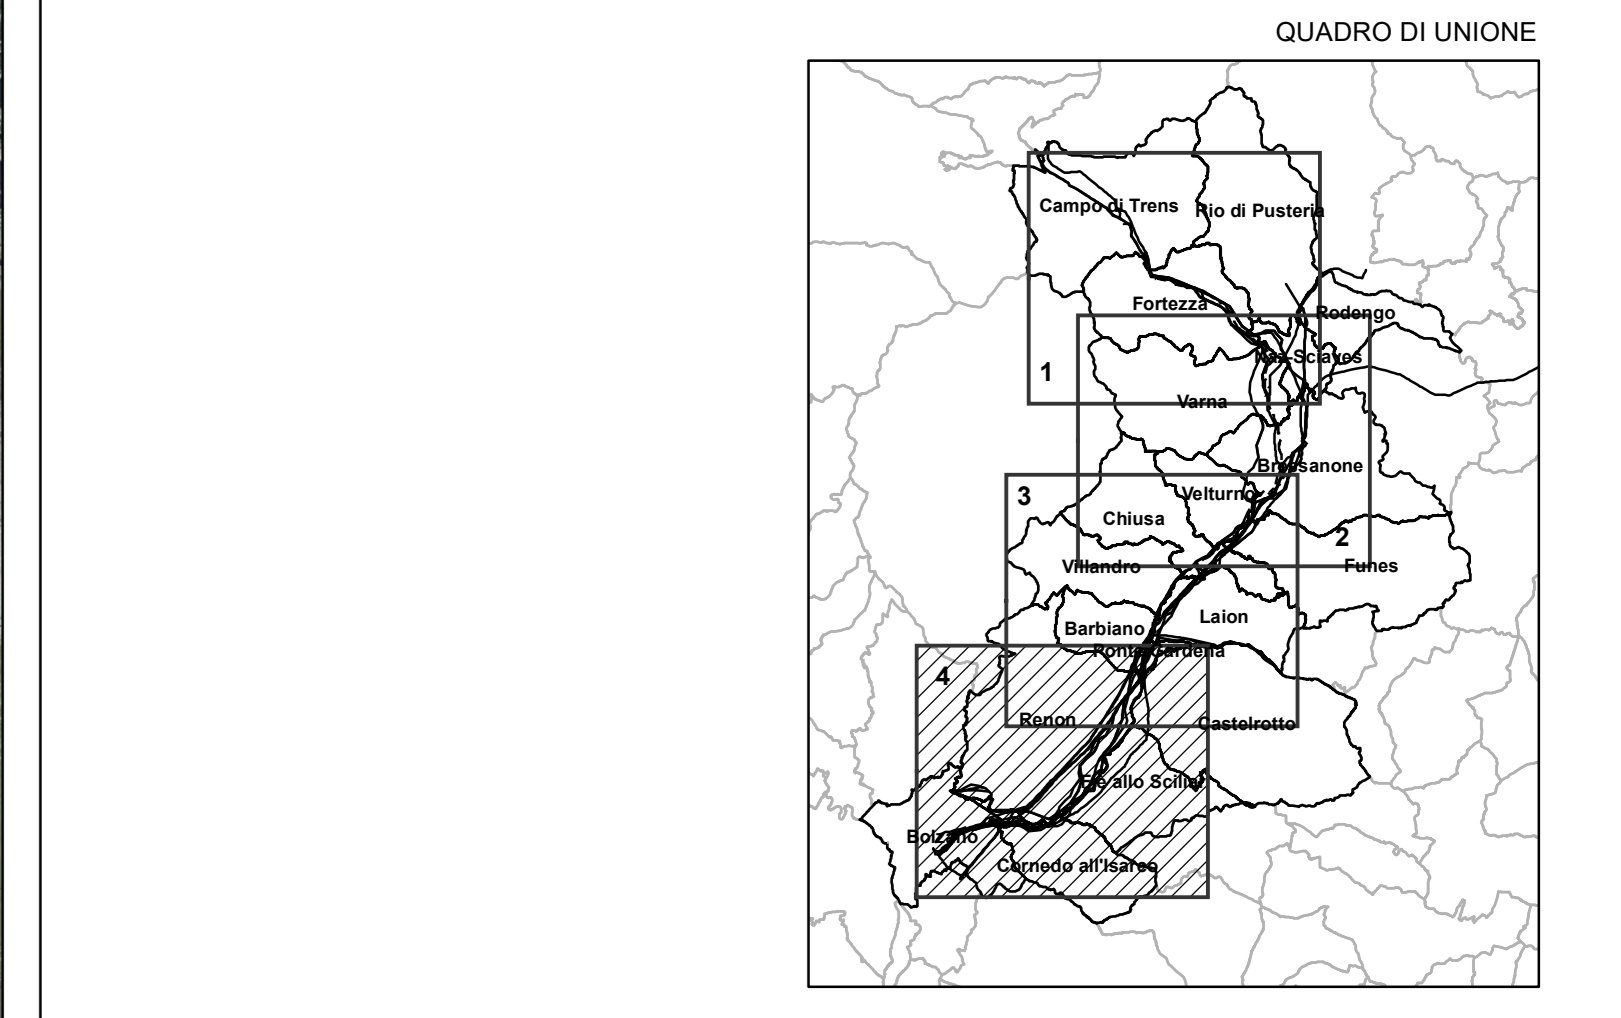 QUADRO DI UNIONE
Campo di Trens
Rio di Pusteria
Fortezza
Rodengo
Naz-Sciaves
1
Varna
Bressanone
3
Velturno
Chiusa
2
Villandro
Funes
Laion
Barbiano
Ponte Gardena
4
Renon
Castelrotto
Fiè allo Sciliar
Bolzano
Cornedo all'Isarco